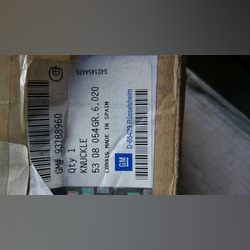 GM# 93188960
Qty 1
KNUCKLE
53 08 054GR.6.020
MADE IN SPAIN
GM
D-65423 Rüsselsheim